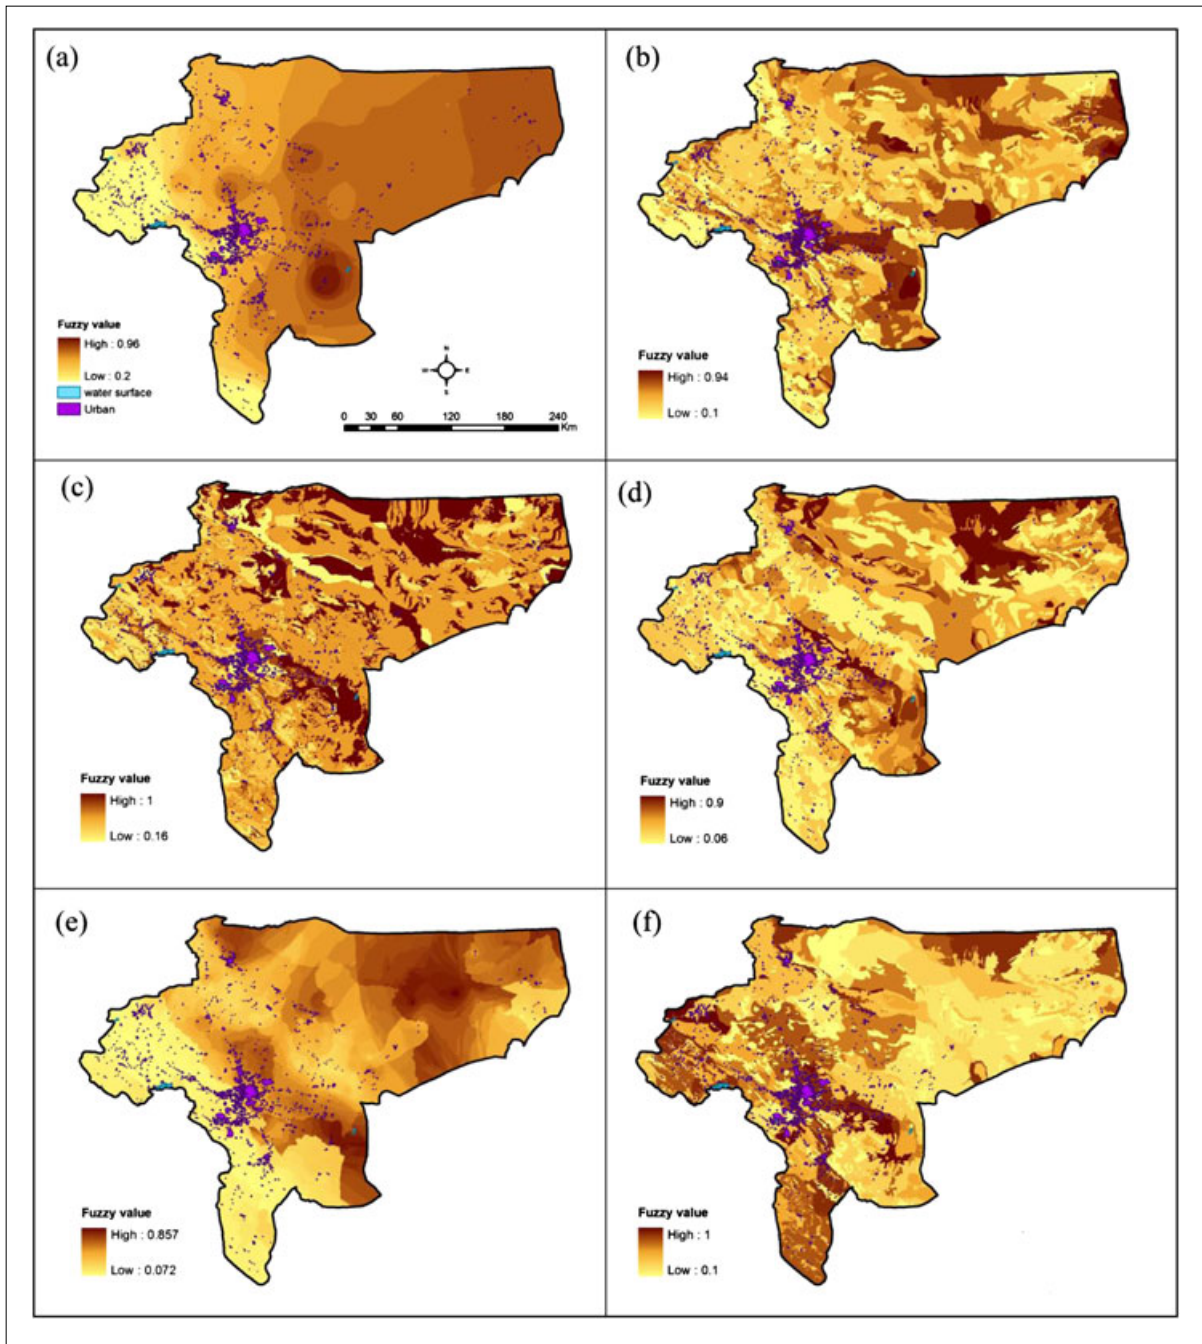 (a)
Fuzzy value
High : 0.96
Low : 0.2
water surface
Urban
N
W E
S
0 30 60 120 180 240
Km
(b)
Fuzzy value
High : 0.94
Low : 0.1
(c)
Fuzzy value
High : 1
Low : 0.16
(d)
Fuzzy value
High : 0.9
Low : 0.06
(e)
Fuzzy value
High : 0.857
Low : 0.072
(f)
Fuzzy value
High : 1
Low : 0.1